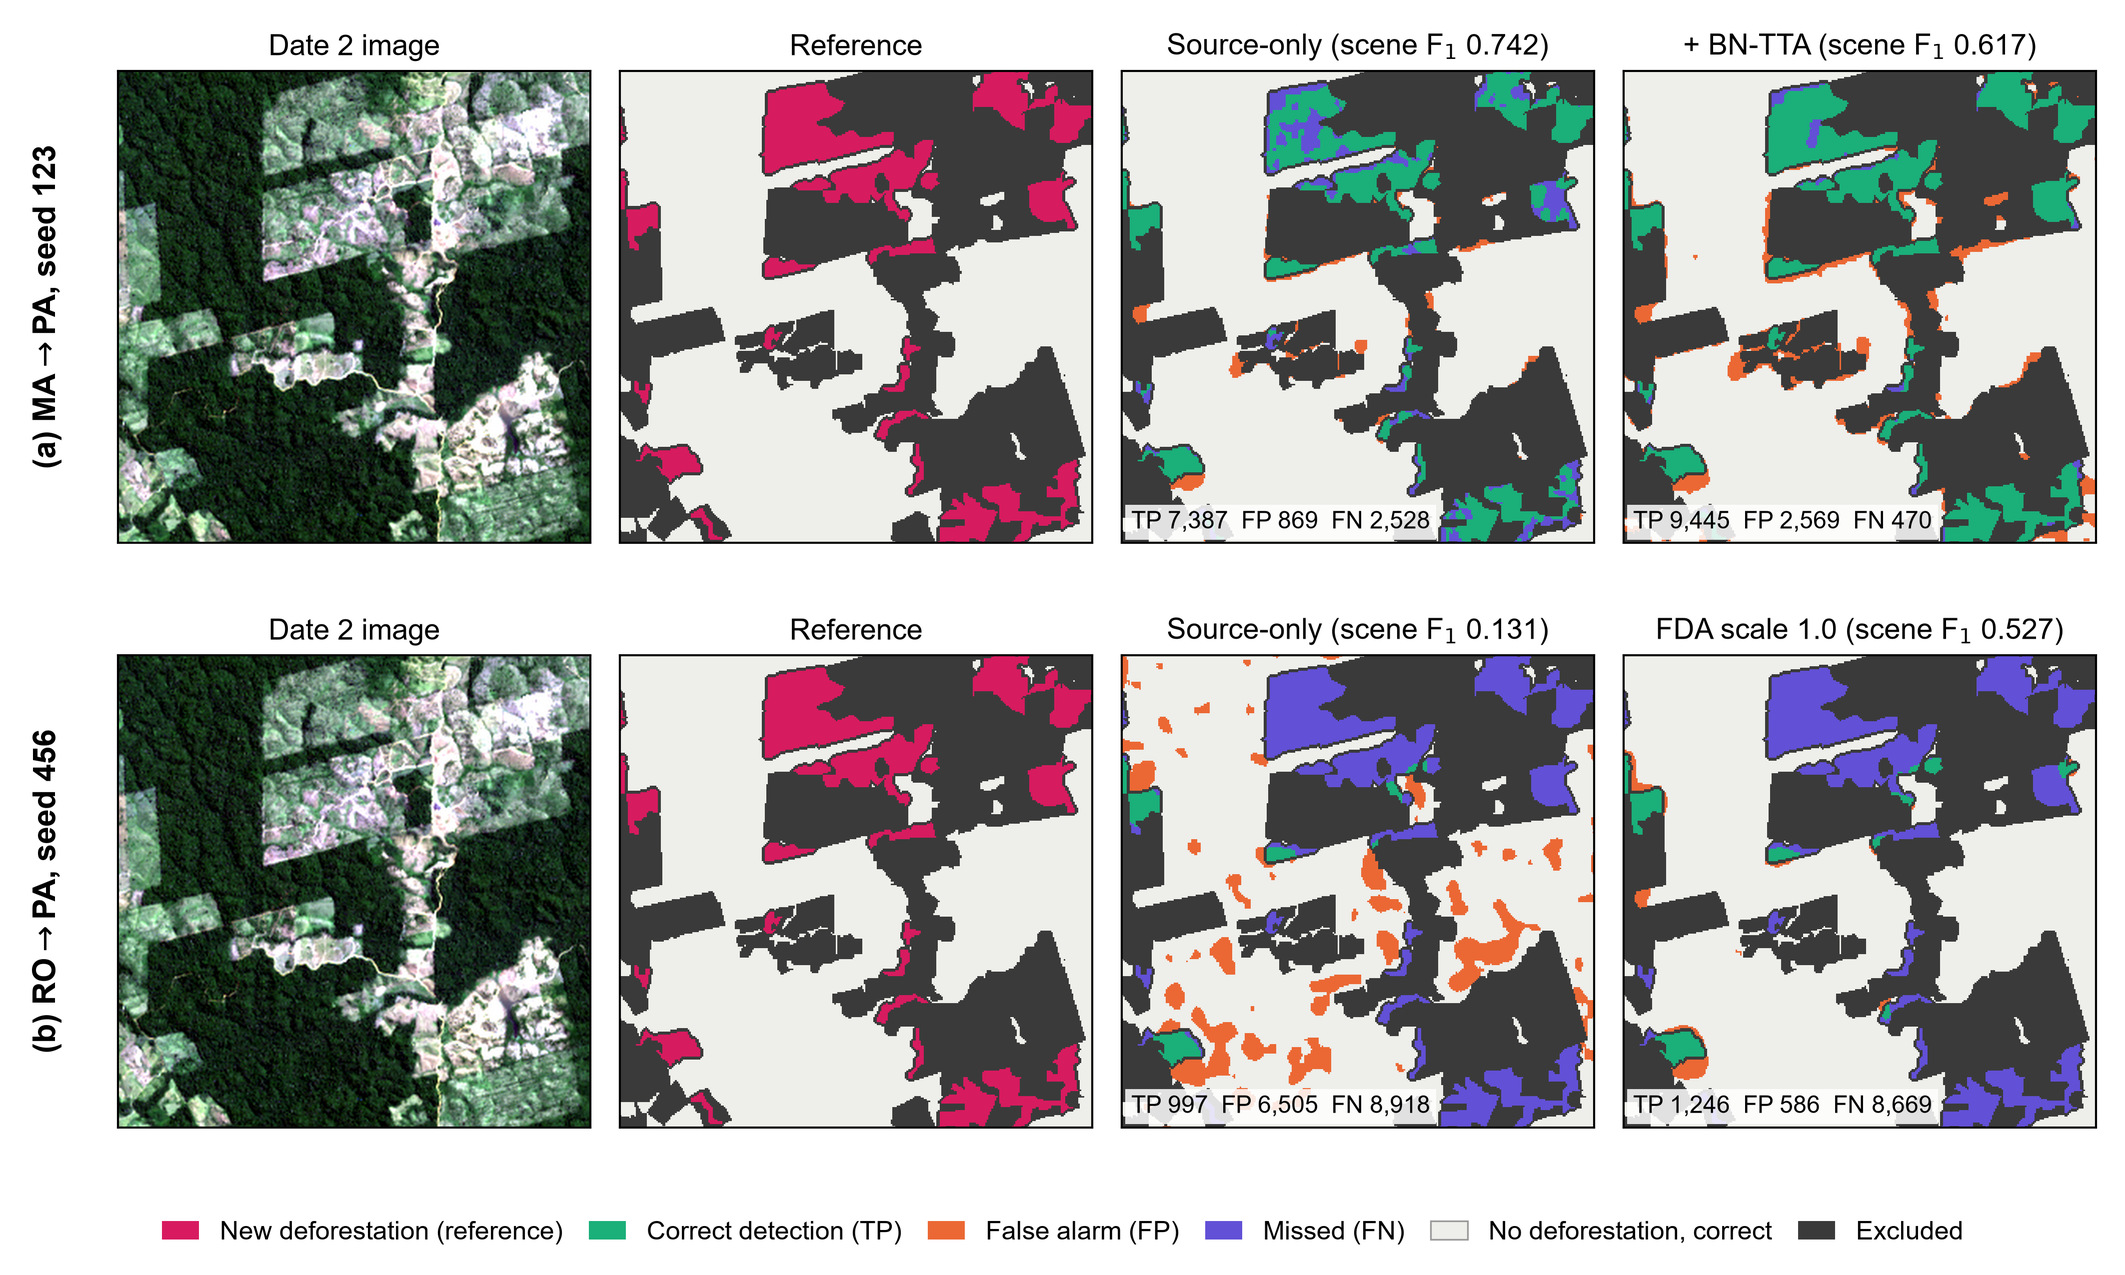 Date 2 image
Reference
Source-only (scene F₁ 0.742)
+ BN-TTA (scene F₁ 0.617)
(a) MA→PA, seed 123
TP 7,387 FP 869 FN 2,528
TP 9,445 FP 2,569 FN 470
Date 2 image
Reference
Source-only (scene F₁ 0.131)
FDA scale 1.0 (scene F₁ 0.527)
(b) RO→PA, seed 456
TP 997 FP 6,505 FN 8,918
TP 1,246 FP 586 FN 8,669
New deforestation (reference)
Correct detection (TP)
False alarm (FP)
Missed (FN)
No deforestation, correct
Excluded